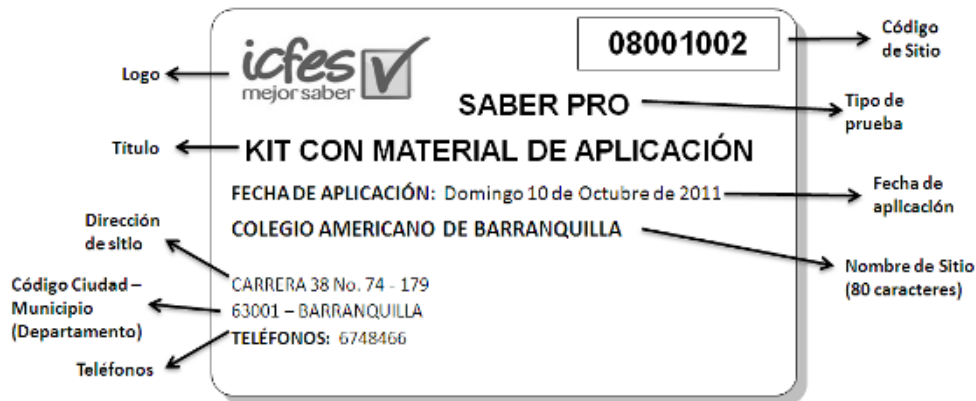 08001002
Código
de Sitio
icfes
mejor saber
Logo
SABER PRO
Tipo de
prueba
Título
KIT CON MATERIAL DE APLICACIÓN
FECHA DE APLICACIÓN: Domingo 10 de Octubre de 2011
Fecha de
aplicación
COLEGIO AMERICANO DE BARRANQUILLA
Dirección
de sitio
Nombre de Sitio
(80 caracteres)
CARRERA 38 No. 74 - 179
Código Ciudad –
Municipio
(Departamento)
63001 – BARRANQUILLA
TELÉFONOS: 6748466
Teléfonos